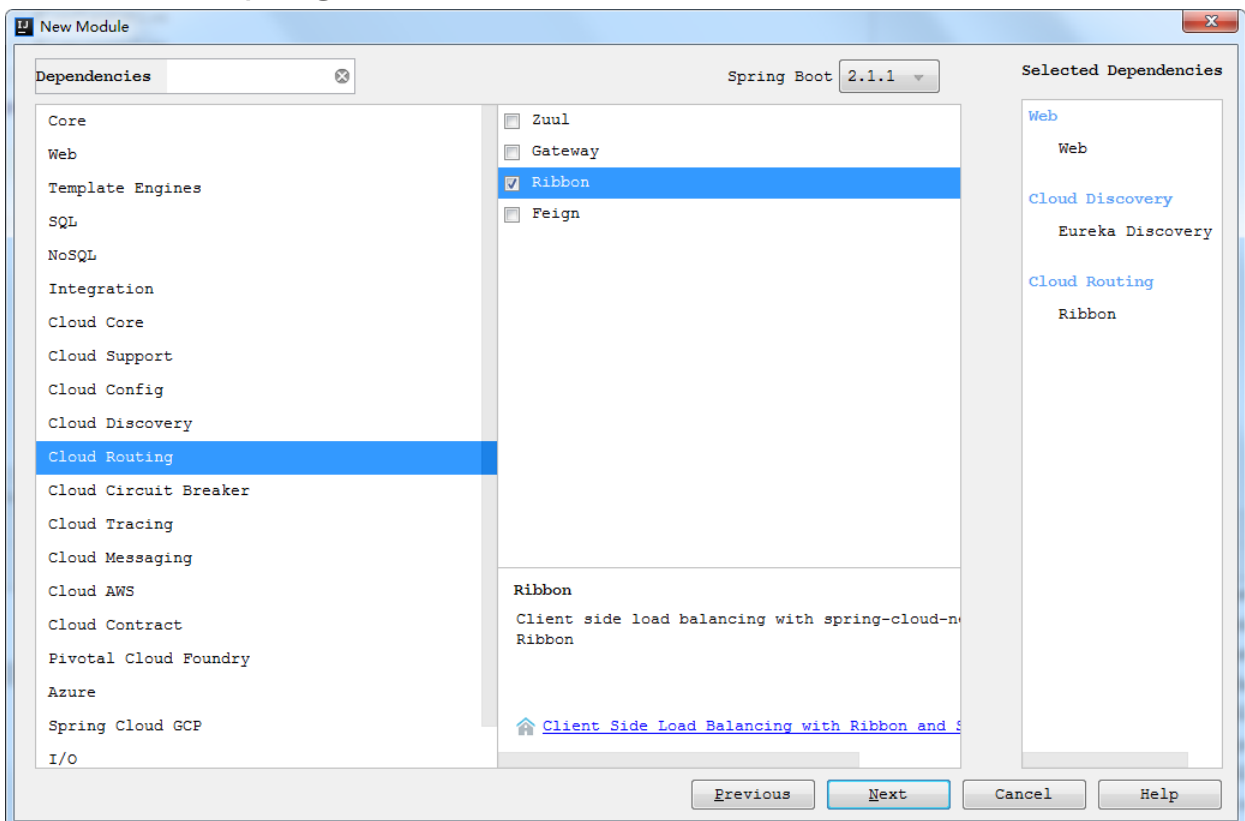 New Module
Dependencies
Spring Boot 2.1.1
Selected Dependencies
Core
Web
Template Engines
SQL
NoSQL
Integration
Cloud Core
Cloud Support
Cloud Config
Cloud Discovery
Cloud Routing
Cloud Circuit Breaker
Cloud Tracing
Cloud Messaging
Cloud AWS
Cloud Contract
Pivotal Cloud Foundry
Azure
Spring Cloud GCP
I/O
Zuul
Gateway
Ribbon
Feign
Ribbon
Client side load balancing with spring-cloud-n
Ribbon
Client Side Load Balancing with Ribbon and S
Web
Web
Cloud Discovery
Eureka Discovery
Cloud Routing
Ribbon
Previous
Next
Cancel
Help